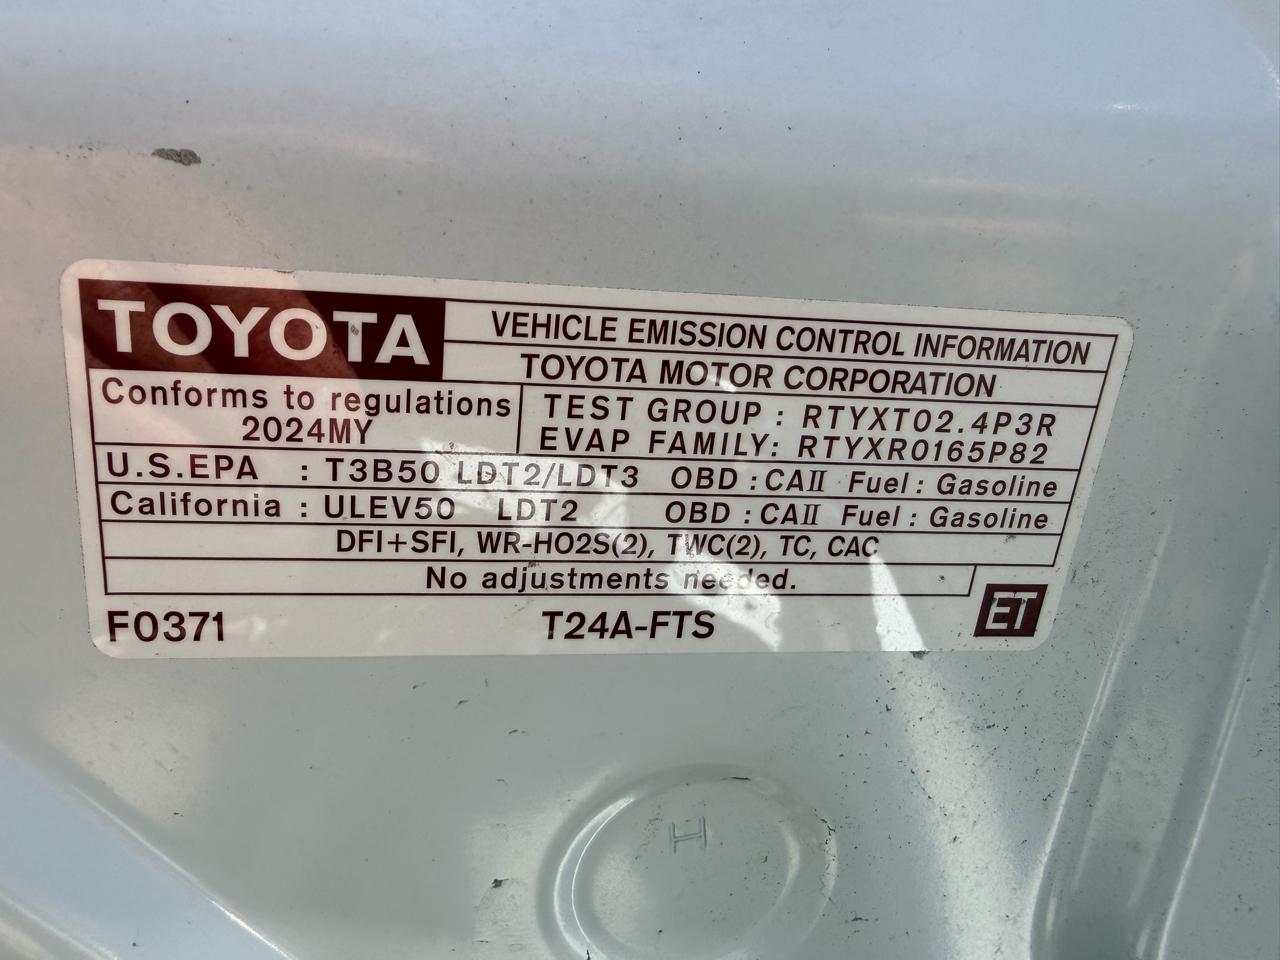 TOYOTA
VEHICLE EMISSION CONTROL INFORMATION
TOYOTA MOTOR CORPORATION
Conforms to regulations
2024MY
TEST GROUP : RTYXT02.4P3R
EVAP FAMILY: RTYXR0165P82
U.S.EPA : T3B50 LDT2/LDT3 OBD : CAⅡ Fuel : Gasoline
California : ULEV50 LDT2 OBD : CAⅡ Fuel : Gasoline
DFI+SFI, WR-HO2S(2), TWC(2), TC, CAC
No adjustments needed.
F0371 T24A-FTS ET
H